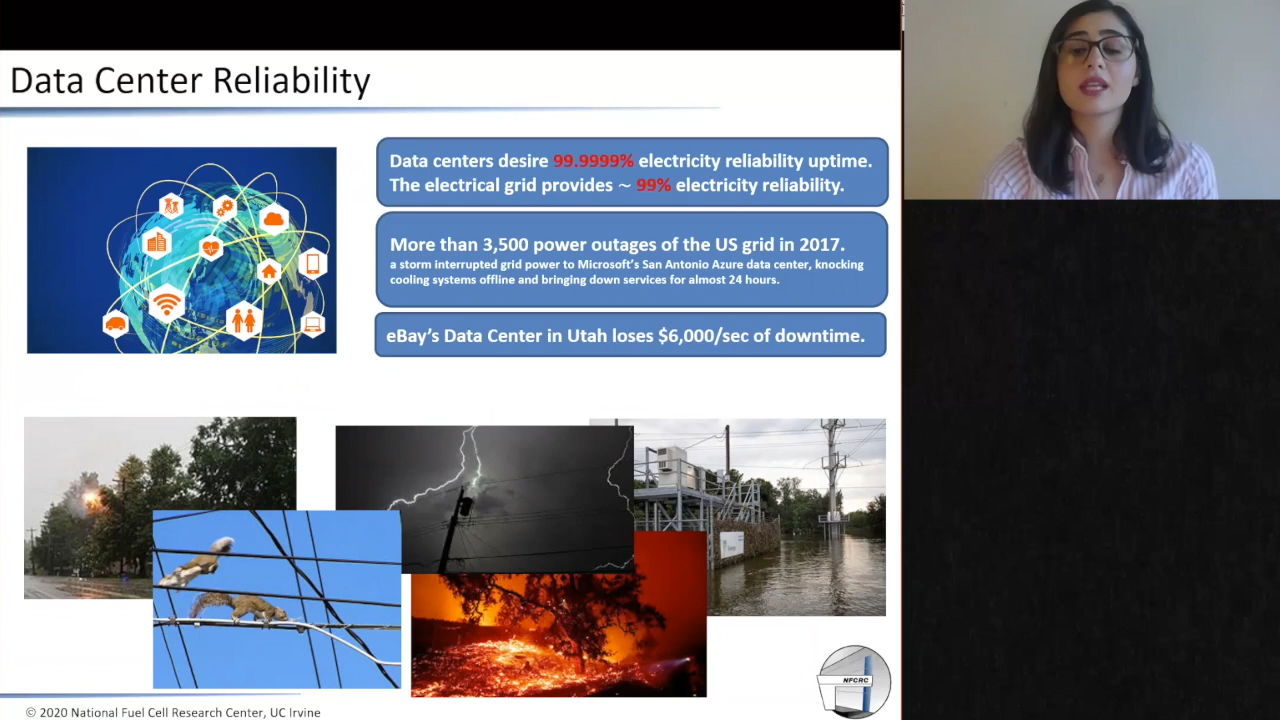 Data Center Reliability
Data centers desire 99.9999% electricity reliability uptime.
The electrical grid provides ~ 99% electricity reliability.
More than 3,500 power outages of the US grid in 2017.
a storm interrupted grid power to Microsoft's San Antonio Azure data center, knocking
cooling systems offline and bringing down services for almost 24 hours.
eBay's Data Center in Utah loses $6,000/sec of downtime.
NFCRC
© 2020 National Fuel Cell Research Center, UC Irvine